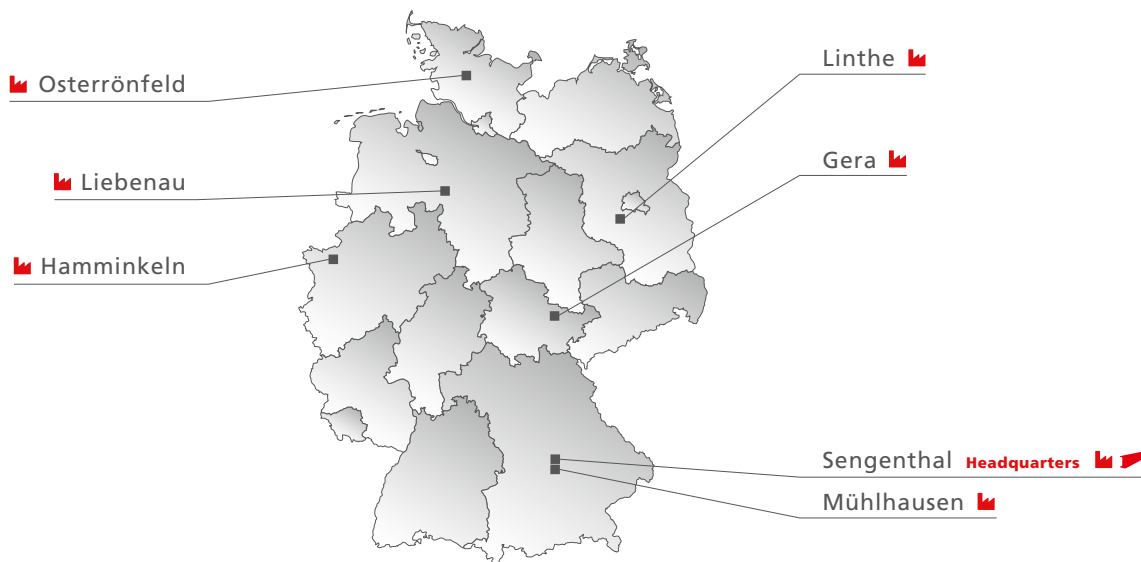 Osterrönfeld
Liebenau
Hamminkeln
Linthe
Gera
Sengenthal Headquarters
Mühlhausen